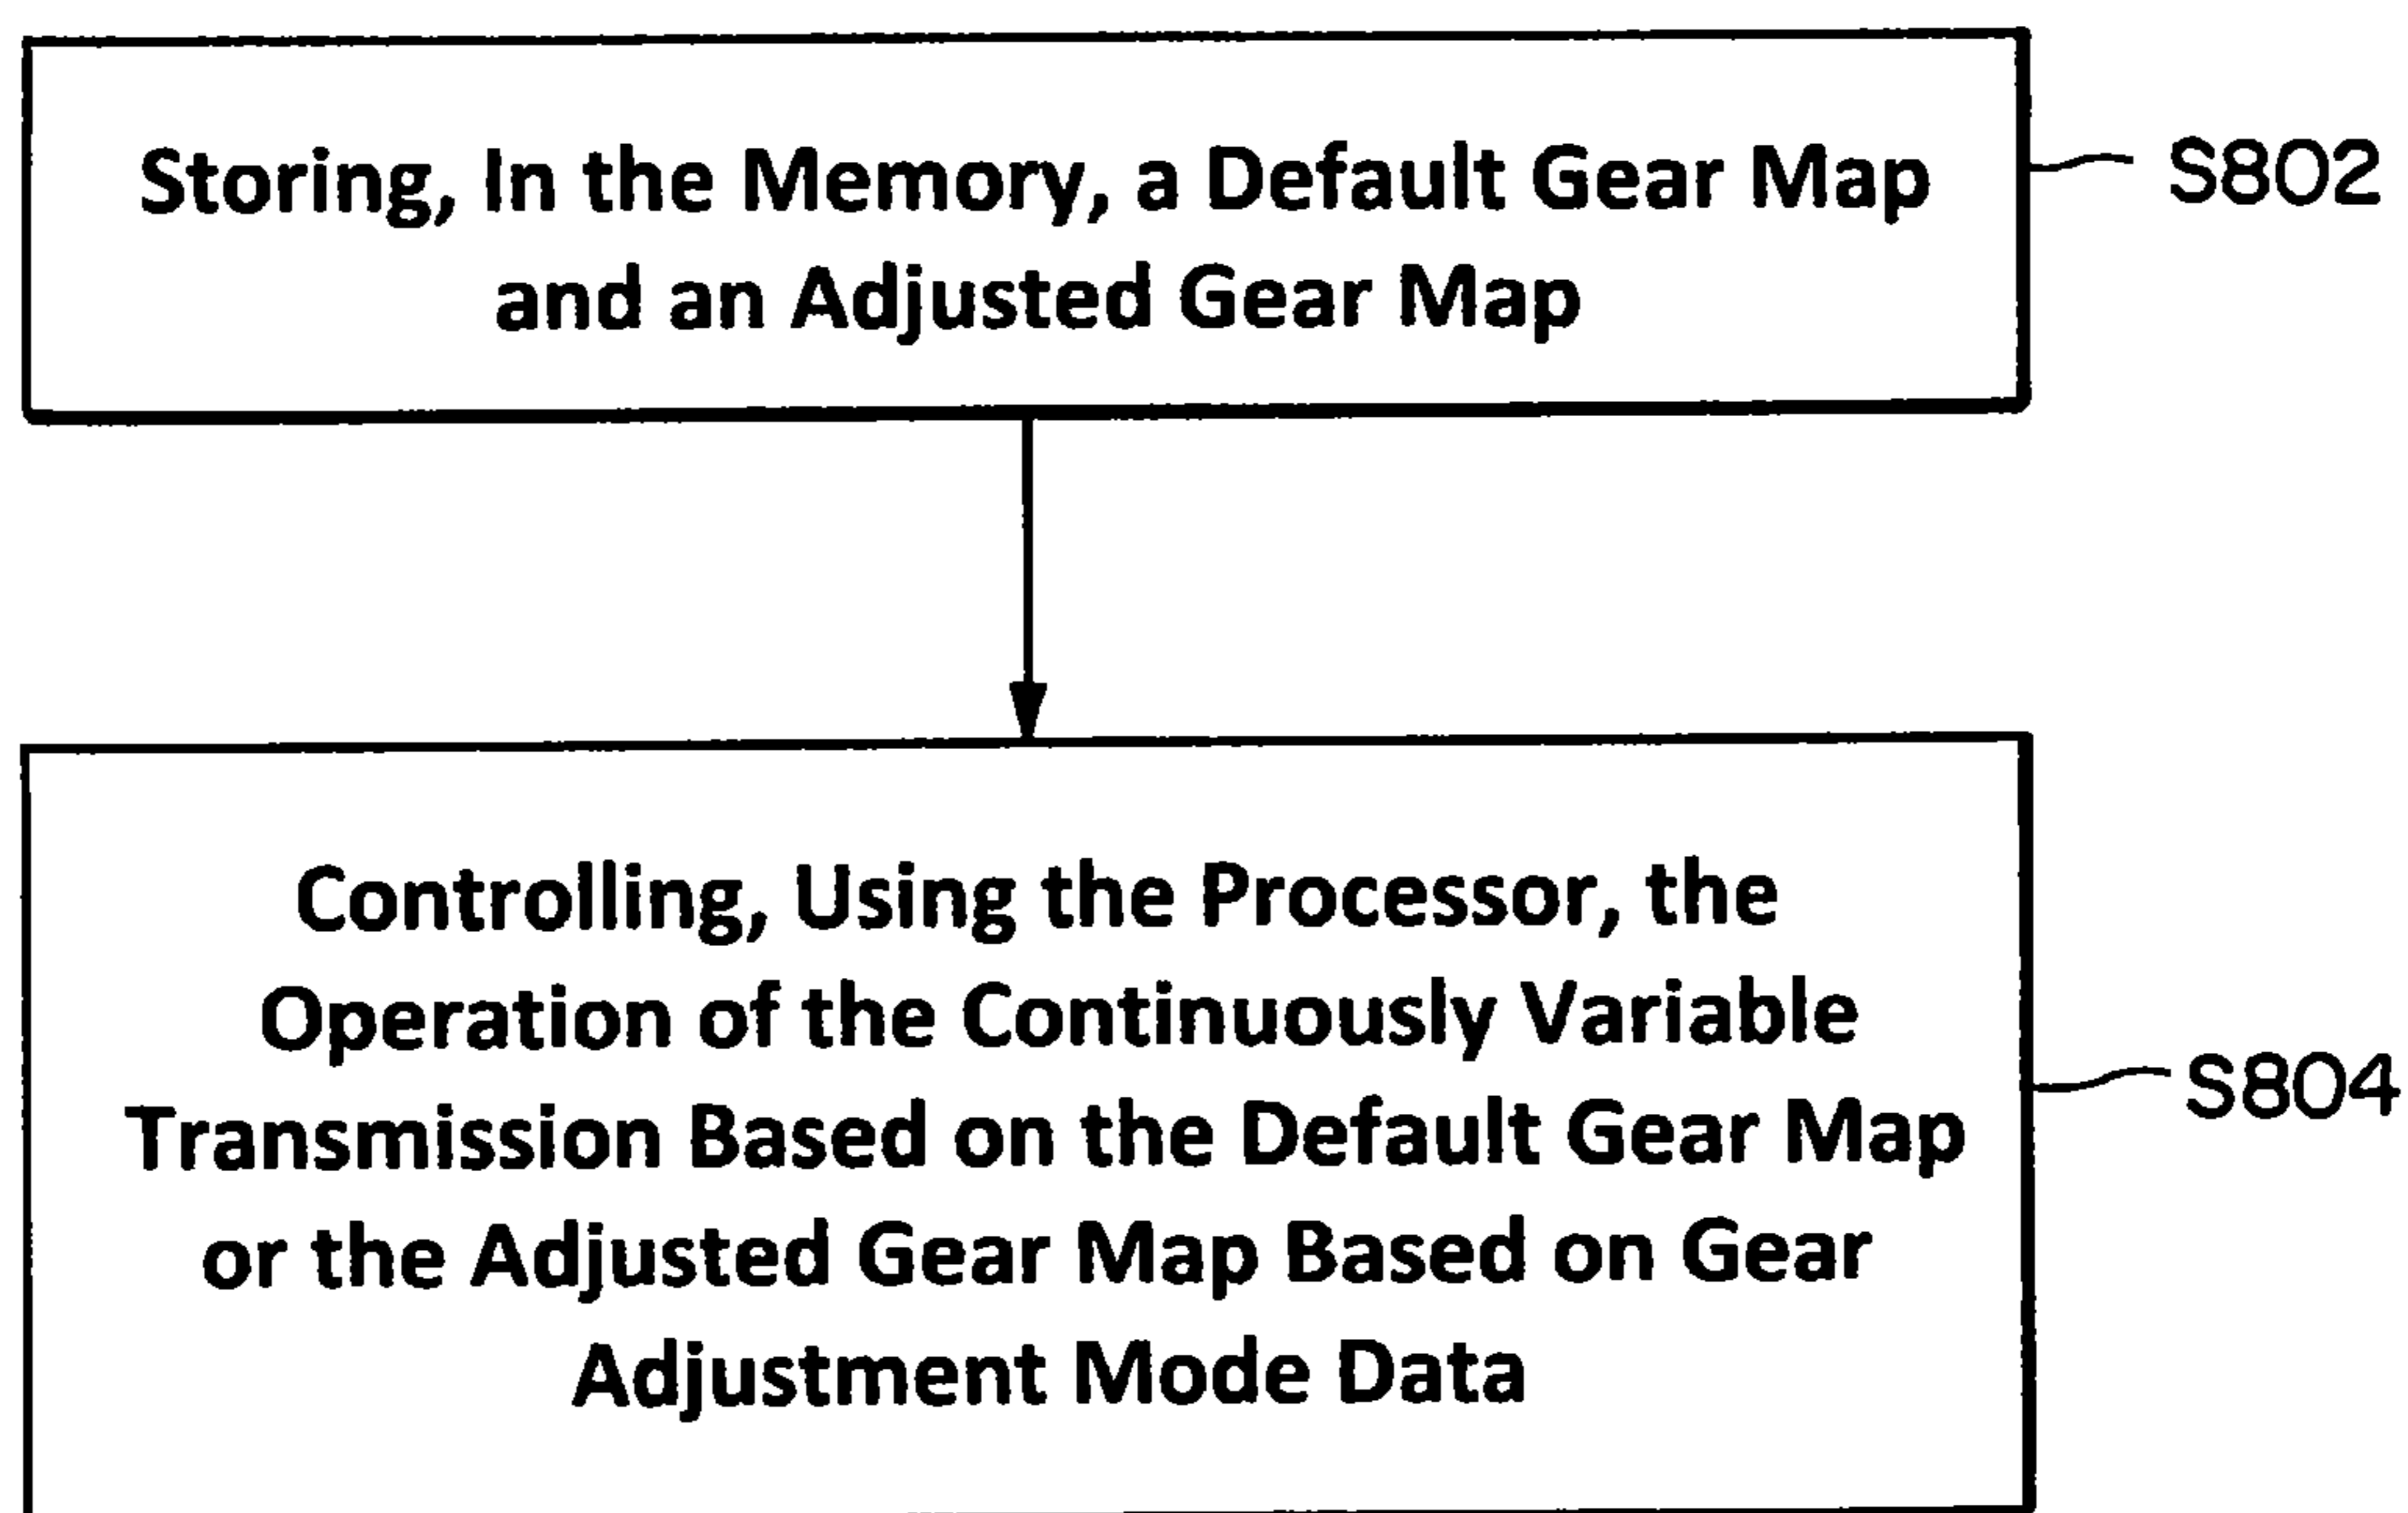 Storing, In the Memory, a Default Gear Map
and an Adjusted Gear Map
S802
Controlling, Using the Processor, the
Operation of the Continuously Variable
Transmission Based on the Default Gear Map
or the Adjusted Gear Map Based on Gear
Adjustment Mode Data
S804